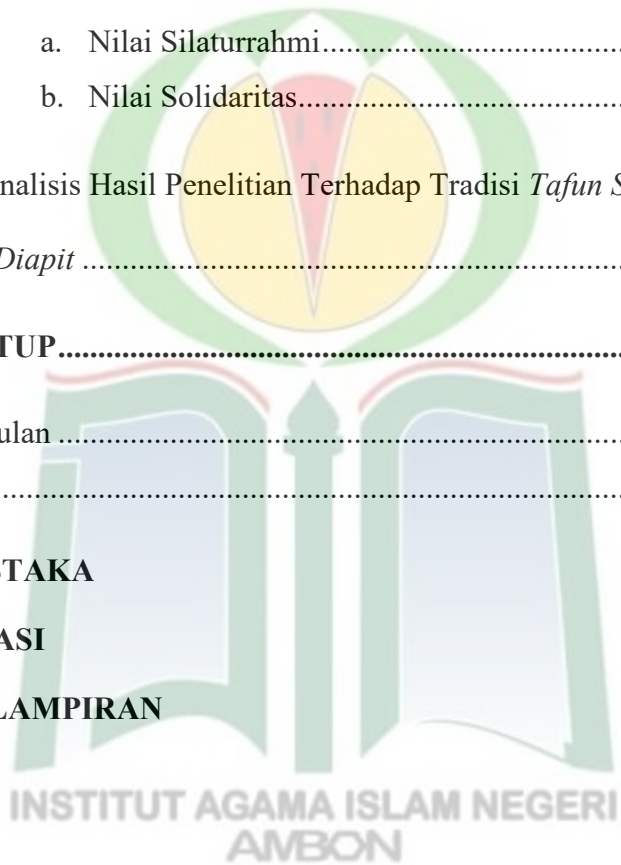 a. Nilai Silaturrahmi.......................................
b. Nilai Solidaritas...........................................
nalisis Hasil Penelitian Terhadap Tradisi Tafun S
Diapit .....................................................................
TUP.........................................................................
ulan .........................................................................
.................................................................................
STAKA
ASI
LAMPIRAN
INSTITUT AGAMA ISLAM NEGERI
AMBON